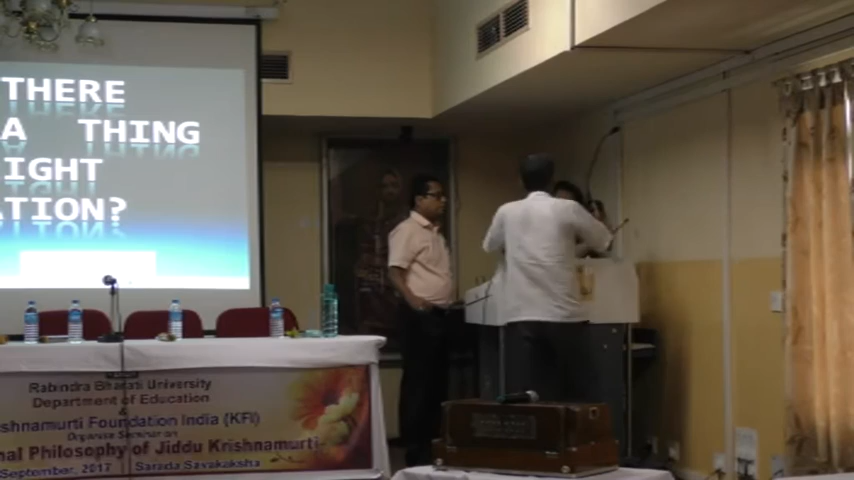 THERE
A THING
IGHT
ATION?
Rabindra Bharati University
Department of Education
&
shnamurti Foundation India (KFI)
Organise Seminar on
nal Philosophy of Jiddu Krishnamurti
September, 2017 Sarada Savakaksha